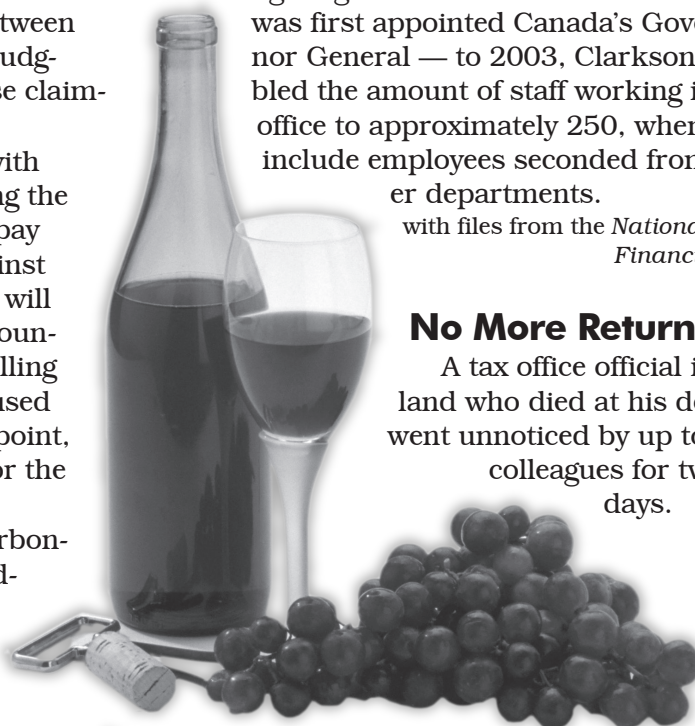 tween
udg-
se claim-
ith
ng the
pay
inst
will
oun-
lling
used
point,
or the
rbon-
d-
was first appointed Canada's Gove
nor General — to 2003, Clarkson
bled the amount of staff working i
office to approximately 250, when
include employees seconded from
er departments.
with files from the Nationa
Financ
No More Return
A tax office official i
land who died at his de
went unnoticed by up to
colleagues for tw
days.